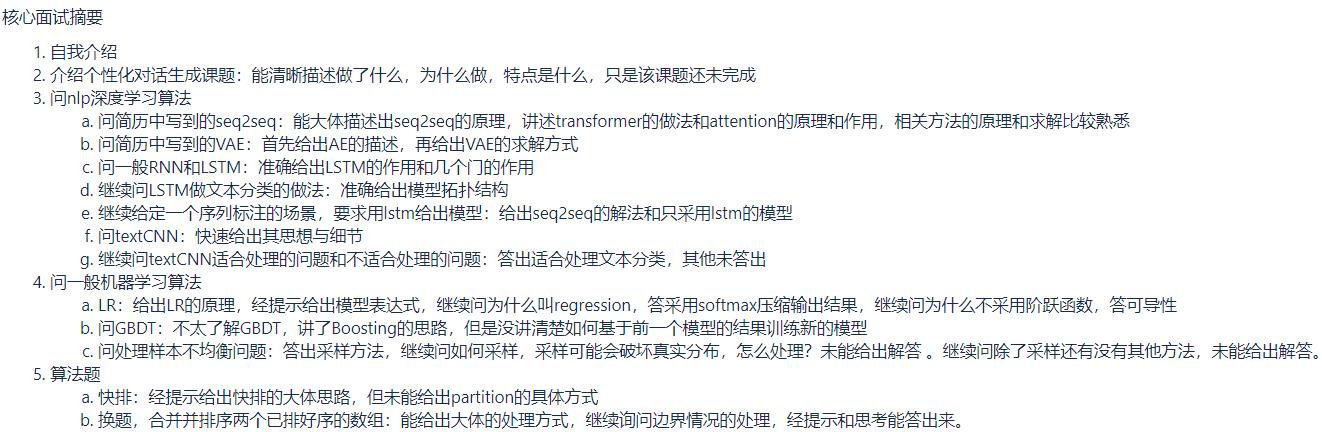 核心面试摘要
1. 自我介绍
2. 介绍个性化对话生成课题：能清晰描述做了什么，为什么做，特点是什么，只是该课题还未完成
3. 问nlp深度学习算法
a. 问简历中写到的seq2seq：能大体描述出seq2seq的原理，讲述transformer的做法和attention的原理和作用，相关方法的原理和求解比较熟悉
b. 问简历中写到的VAE：首先给出AE的描述，再给出VAE的求解方式
c. 问一般RNN和LSTM：准确给出LSTM的作用和几个门的作用
d. 继续问LSTM做文本分类的做法：准确给出模型拓扑结构
e. 继续给定一个序列标注的场景，要求用lstm给出模型：给出seq2seq的解法和只采用lstm的模型
f. 问textCNN：快速给出其思想与细节
g. 继续问textCNN适合处理的问题和不适合处理的问题：答出适合处理文本分类，其他未答出
4. 问一般机器学习算法
a. LR：给出LR的原理，经提示给出模型表达式，继续问为什么叫regression，答采用softmax压缩输出结果，继续问为什么不采用阶跃函数，答可导性
b. 问GBDT：不太了解GBDT，讲了Boosting的思路，但是没讲清楚如何基于前一个模型的结果训练新的模型
c. 问处理样本不均衡问题：答出采样方法，继续问如何采样，采样可能会破坏真实分布，怎么处理？未能给出解答 。继续问除了采样还有没有其他方法，未能给出解答。
5. 算法题
a. 快排：经提示给出快排的大体思路，但未能给出partition的具体方式
b. 换题，合并并排序两个已排好序的数组：能给出大体的处理方式，继续询问边界情况的处理，经提示和思考能答出来。